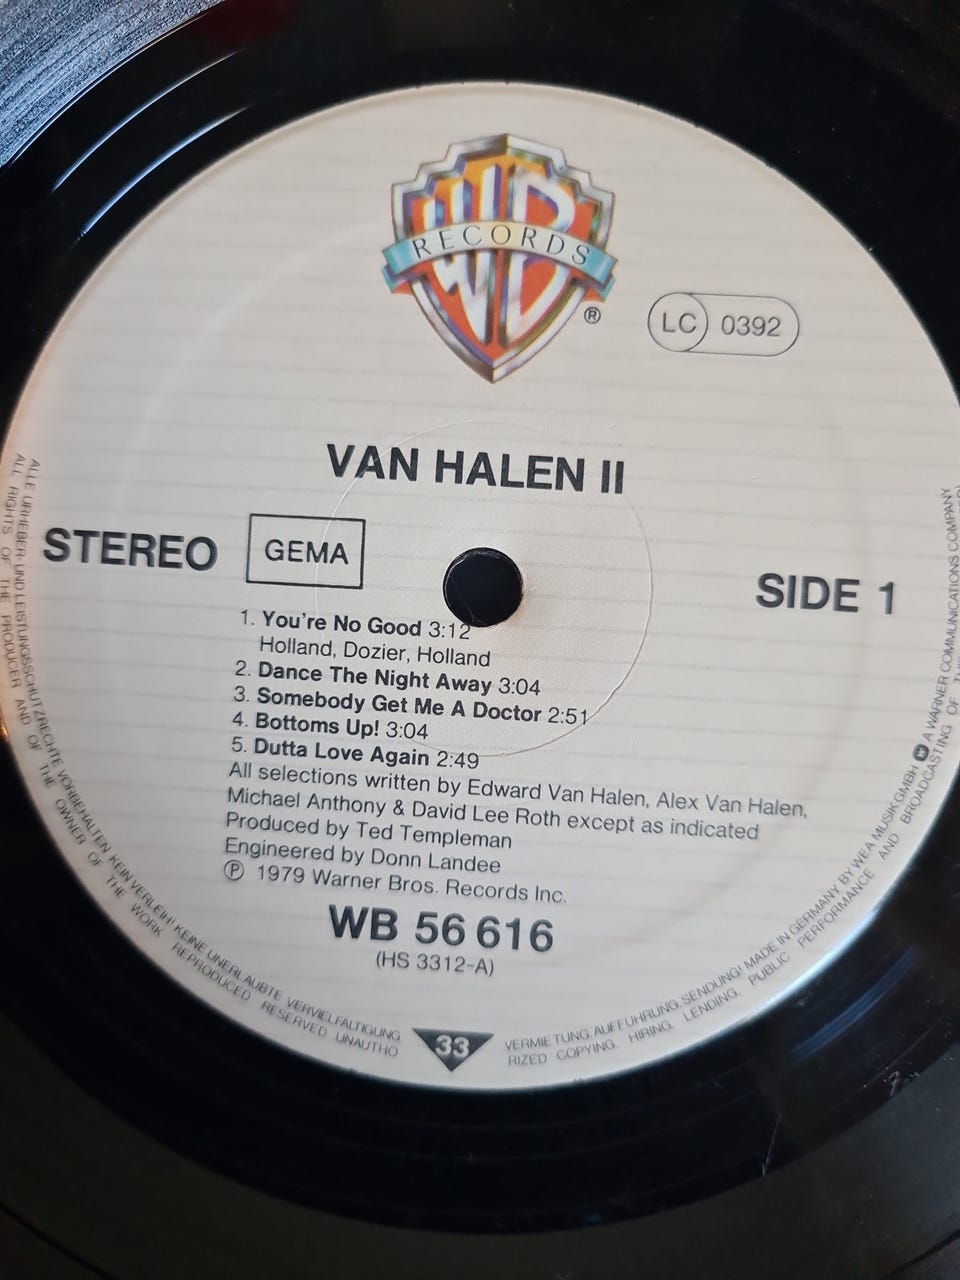 WB
RECORDS
®
LC 0392
VAN HALEN II
STEREO
GEMA
SIDE 1
1. You're No Good 3:12
Holland, Dozier, Holland
2. Dance The Night Away 3:04
3. Somebody Get Me A Doctor 2:51
4. Bottoms Up! 3:04
5. Dutta Love Again 2:49
All selections written by Edward Van Halen, Alex Van Halen,
Michael Anthony & David Lee Roth except as indicated
Produced by Ted Templeman
Engineered by Donn Landee
℗ 1979 Warner Bros. Records Inc.
WB 56 616
(HS 3312-A)
33
ALLE URHEBER- UND LEISTUNGSSCHUTZRECHTE VORBEHALTEN KEIN VERLEIH! KEINE UNERLAUBTE VERVIELFÄLTIGUNG,
VERMIETUNG, AUFFÜHRUNG, SENDUNG! MADE IN GERMANY BY WEA MUSIK GMBH A WARNER COMMUNICATIONS COMPANY
ALL RIGHTS OF THE PRODUCER AND OF THE OWNER OF THE WORK REPRODUCED RESERVED UNAUTHO
RIZED COPYING, HIRING, LENDING, PUBLIC PERFORMANCE AND BROADCASTING OF